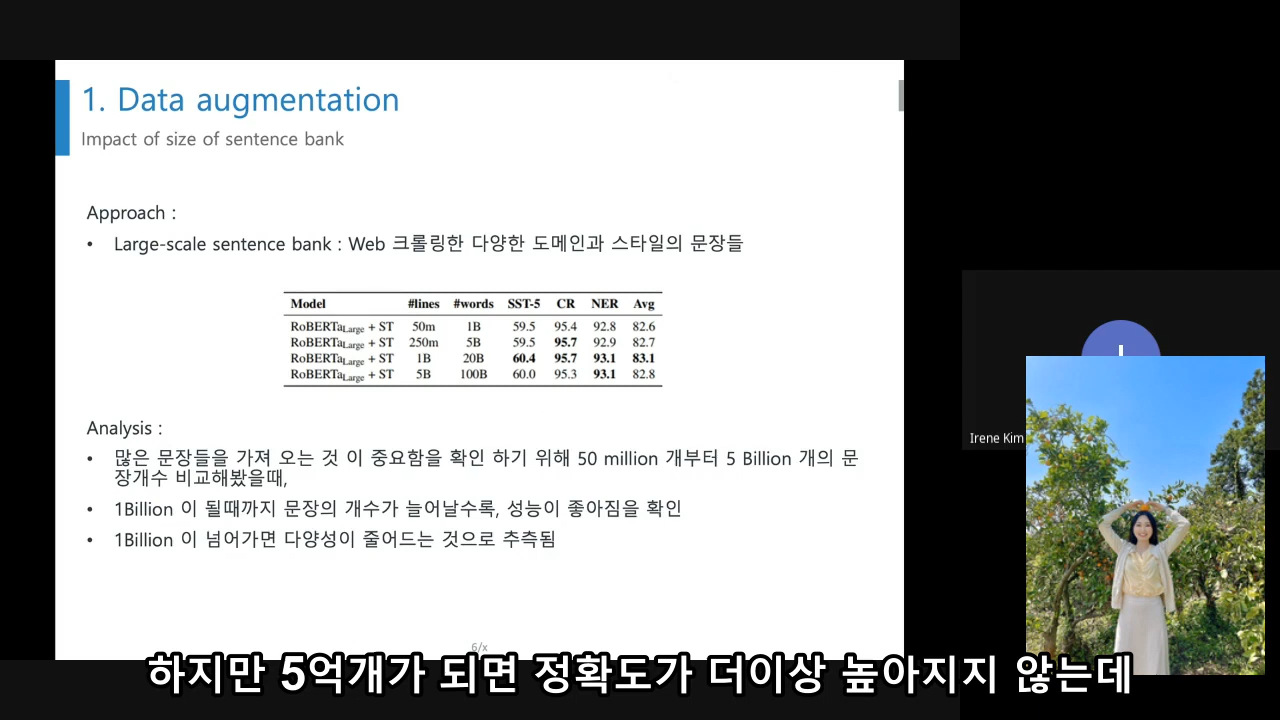 1. Data augmentation
Impact of size of sentence bank
Approach :
• Large-scale sentence bank : Web 크롤링한 다양한 도메인과 스타일의 문장들
Model #lines #words SST-5 CR NER Avg
RoBERTaLarge + ST 50m 1B 59.5 95.4 92.8 82.6
RoBERTaLarge + ST 250m 5B 59.5 95.7 92.9 82.7
RoBERTaLarge + ST 1B 20B 60.4 95.7 93.1 83.1
RoBERTaLarge + ST 5B 100B 60.0 95.3 93.1 82.8
Analysis :
• 많은 문장들을 가져 오는 것 이 중요함을 확인 하기 위해 50 million 개부터 5 Billion 개의 문
장개수 비교해봤을때,
• 1Billion 이 될때까지 문장의 개수가 늘어날수록, 성능이 좋아짐을 확인
• 1Billion 이 넘어가면 다양성이 줄어드는 것으로 추측됨
6/x
Irene Kim
하지만 5억개가 되면 정확도가 더이상 높아지지 않는데